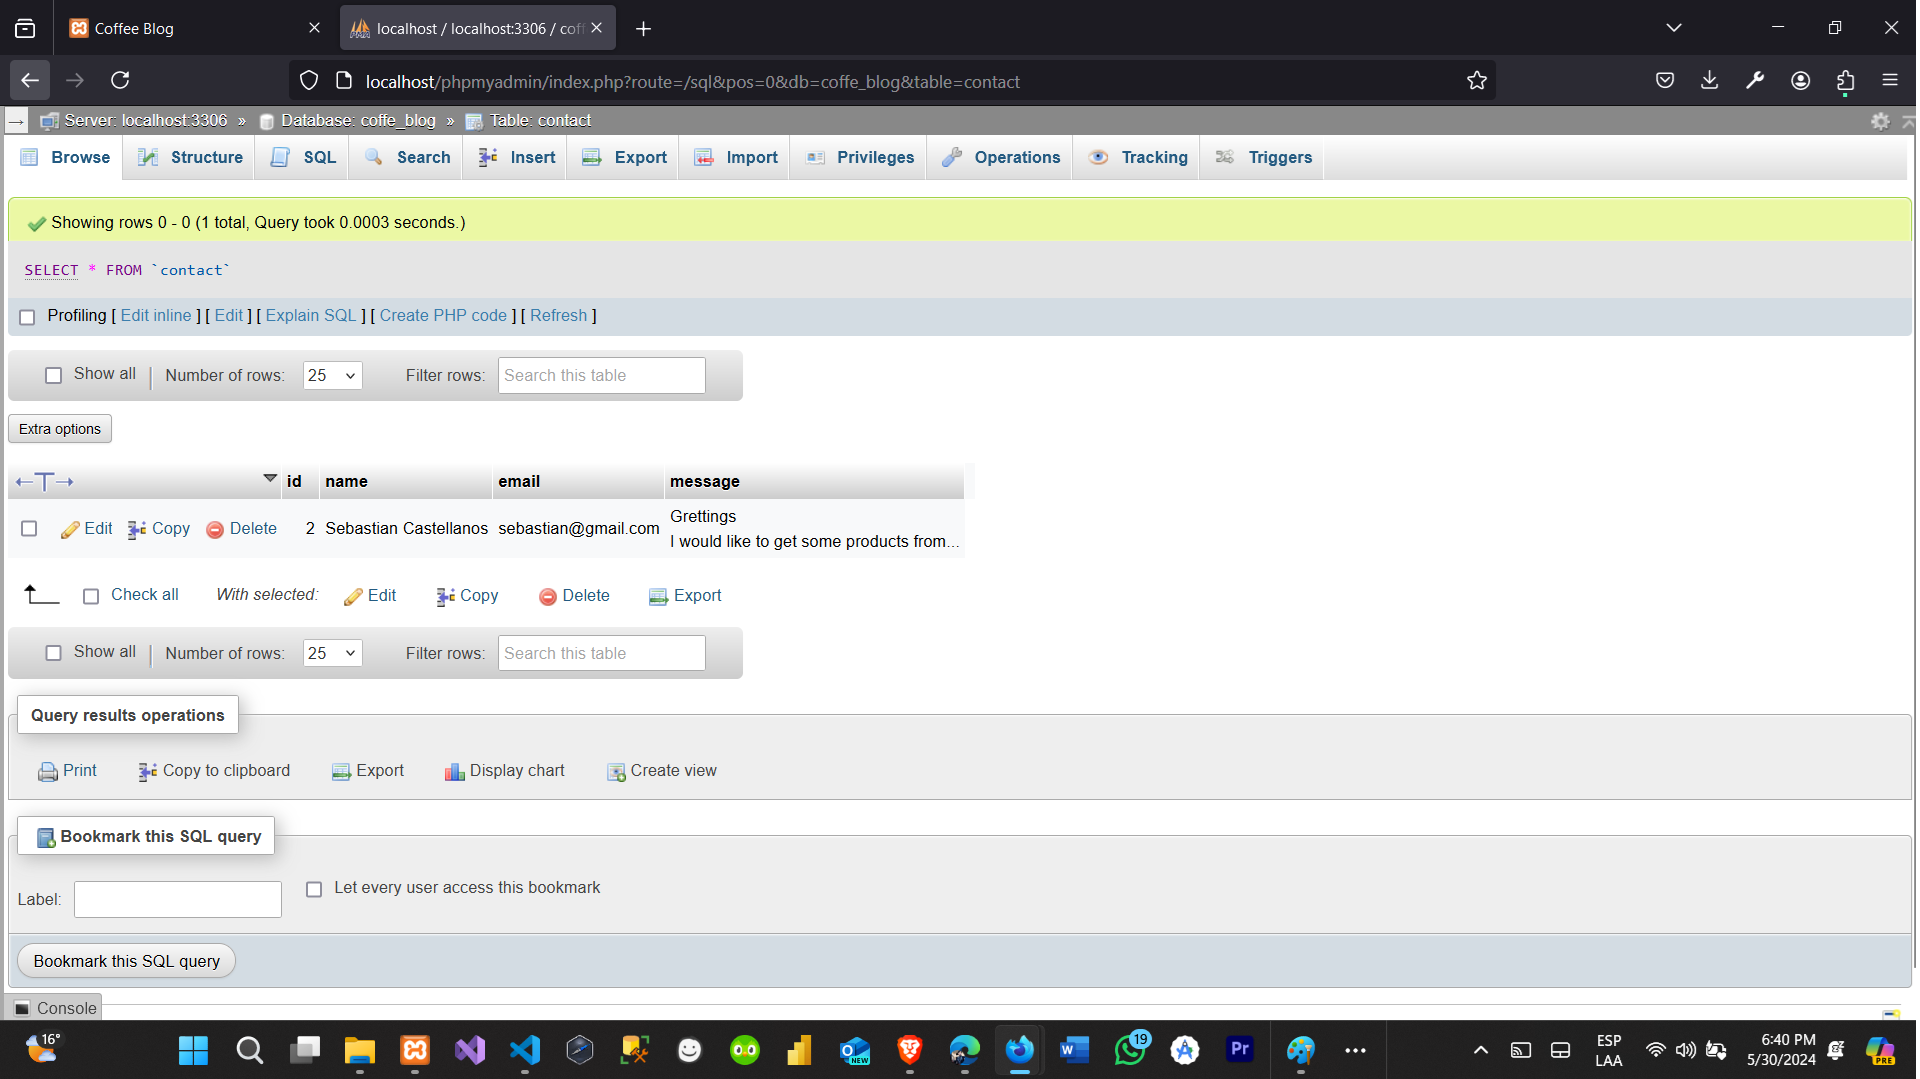 Coffee Blog
localhost / localhost:3306 / coff
localhost/phpmyadmin/index.php?route=/sql&pos=0&db=coffe_blog&table=contact
Server: localhost:3306 » Database: coffe_blog » Table: contact
Browse Structure SQL Search Insert Export Import Privileges Operations Tracking Triggers
Showing rows 0 - 0 (1 total, Query took 0.0003 seconds.)
SELECT * FROM `contact`
Profiling [ Edit inline ] [ Edit ] [ Explain SQL ] [ Create PHP code ] [ Refresh ]
Show all | Number of rows: 25 Filter rows: Search this table
Extra options
←T→ id name email message
Edit Copy Delete 2 Sebastian Castellanos sebastian@gmail.com Grettings
I would like to get some products from...
Check all With selected: Edit Copy Delete Export
Show all | Number of rows: 25 Filter rows: Search this table
Query results operations
Print Copy to clipboard Export Display chart Create view
Bookmark this SQL query
Label: Let every user access this bookmark
Bookmark this SQL query
Console
16°
NEW
19
Pr
ESP
LAA
6:40 PM
5/30/2024
PRE